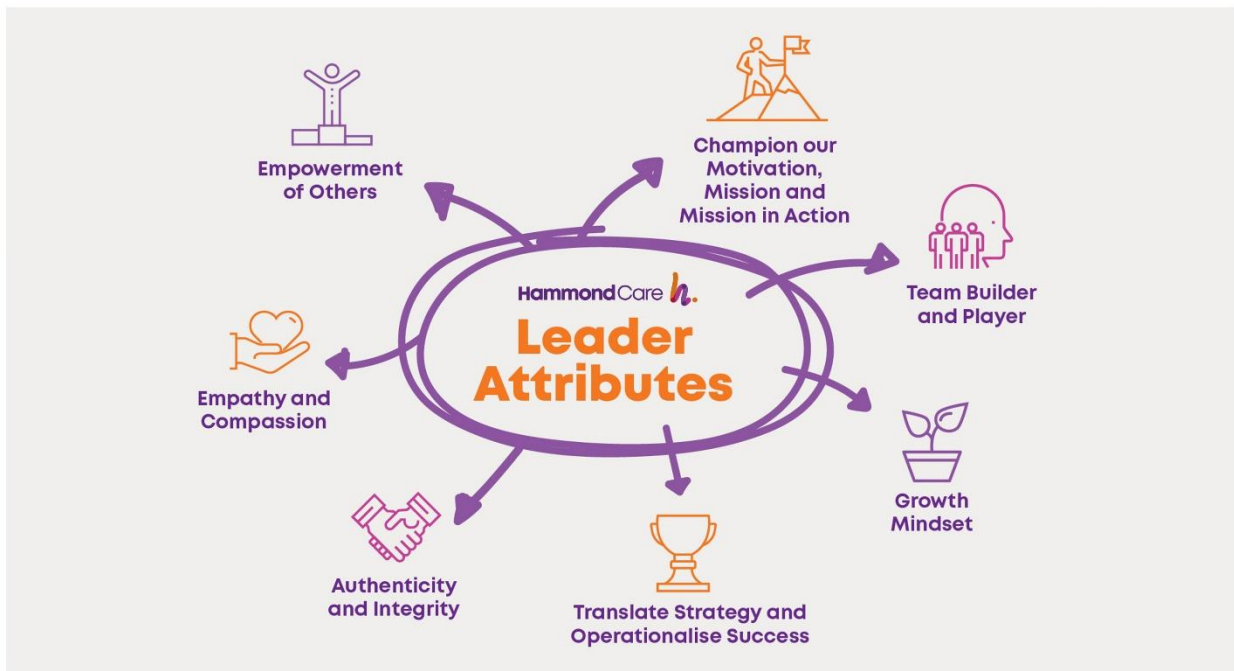 Empowerment
of Others
Champion our
Motivation,
Mission and
Mission in Action
Team Builder
and Player
HammondCare h.
Leader
Attributes
Empathy and
Compassion
Growth
Mindset
Authenticity
and Integrity
Translate Strategy and
Operationalise Success